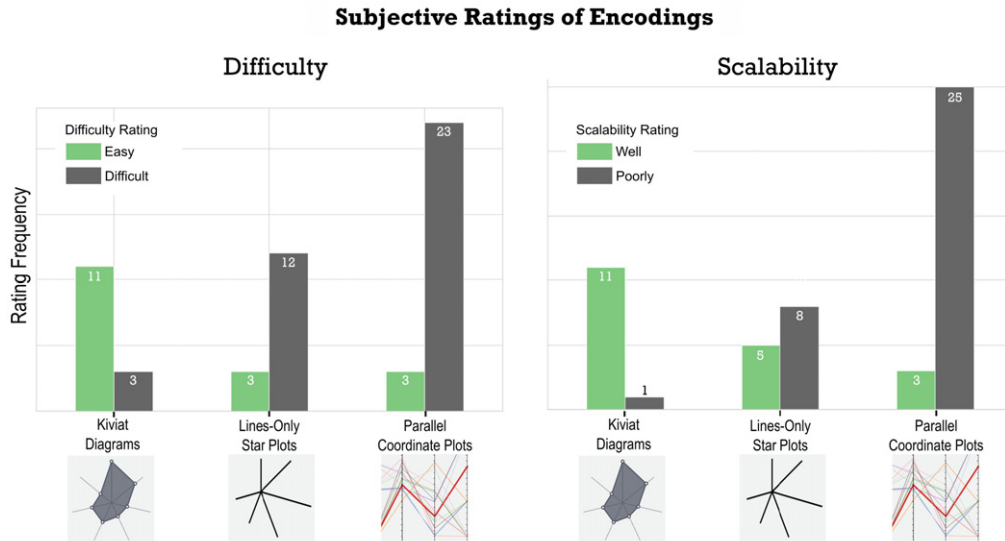 Subjective Ratings of Encodings
Difficulty
Difficulty Rating
Easy
Difficult
Rating Frequency
11
3
3
12
3
23
Kiviat
Diagrams
Lines-Only
Star Plots
Parallel
Coordinate Plots
Scalability
Scalability Rating
Well
Poorly
11
1
5
8
3
25
Kiviat
Diagrams
Lines-Only
Star Plots
Parallel
Coordinate Plots